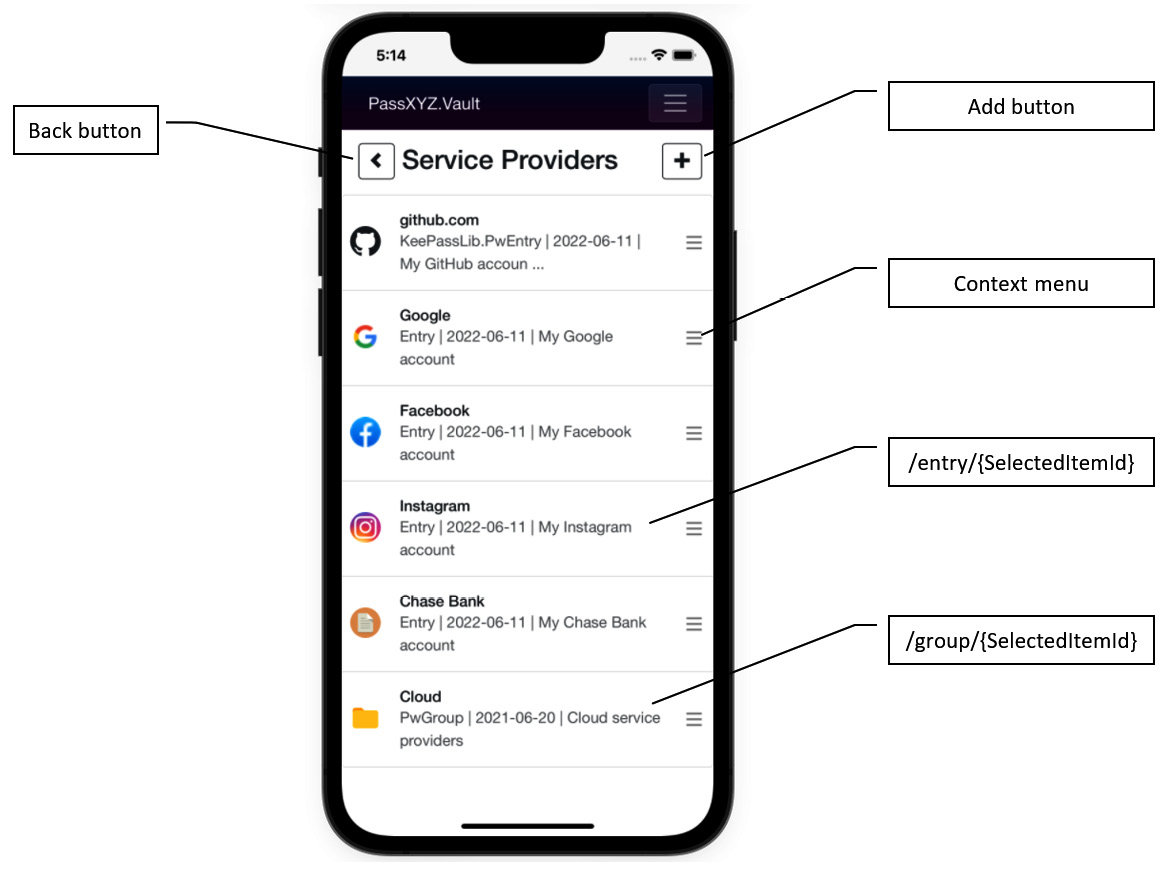 5:14
PassXYZ.Vault
Back button
Add button
Service Providers
github.com
KeePassLib.PwEntry | 2022-06-11 |
My GitHub accoun ...
Context menu
Google
Entry | 2022-06-11 | My Google
account
Facebook
Entry | 2022-06-11 | My Facebook
account
/entry/{SelectedItemId}
Instagram
Entry | 2022-06-11 | My Instagram
account
Chase Bank
Entry | 2022-06-11 | My Chase Bank
account
/group/{SelectedItemId}
Cloud
PwGroup | 2021-06-20 | Cloud service
providers